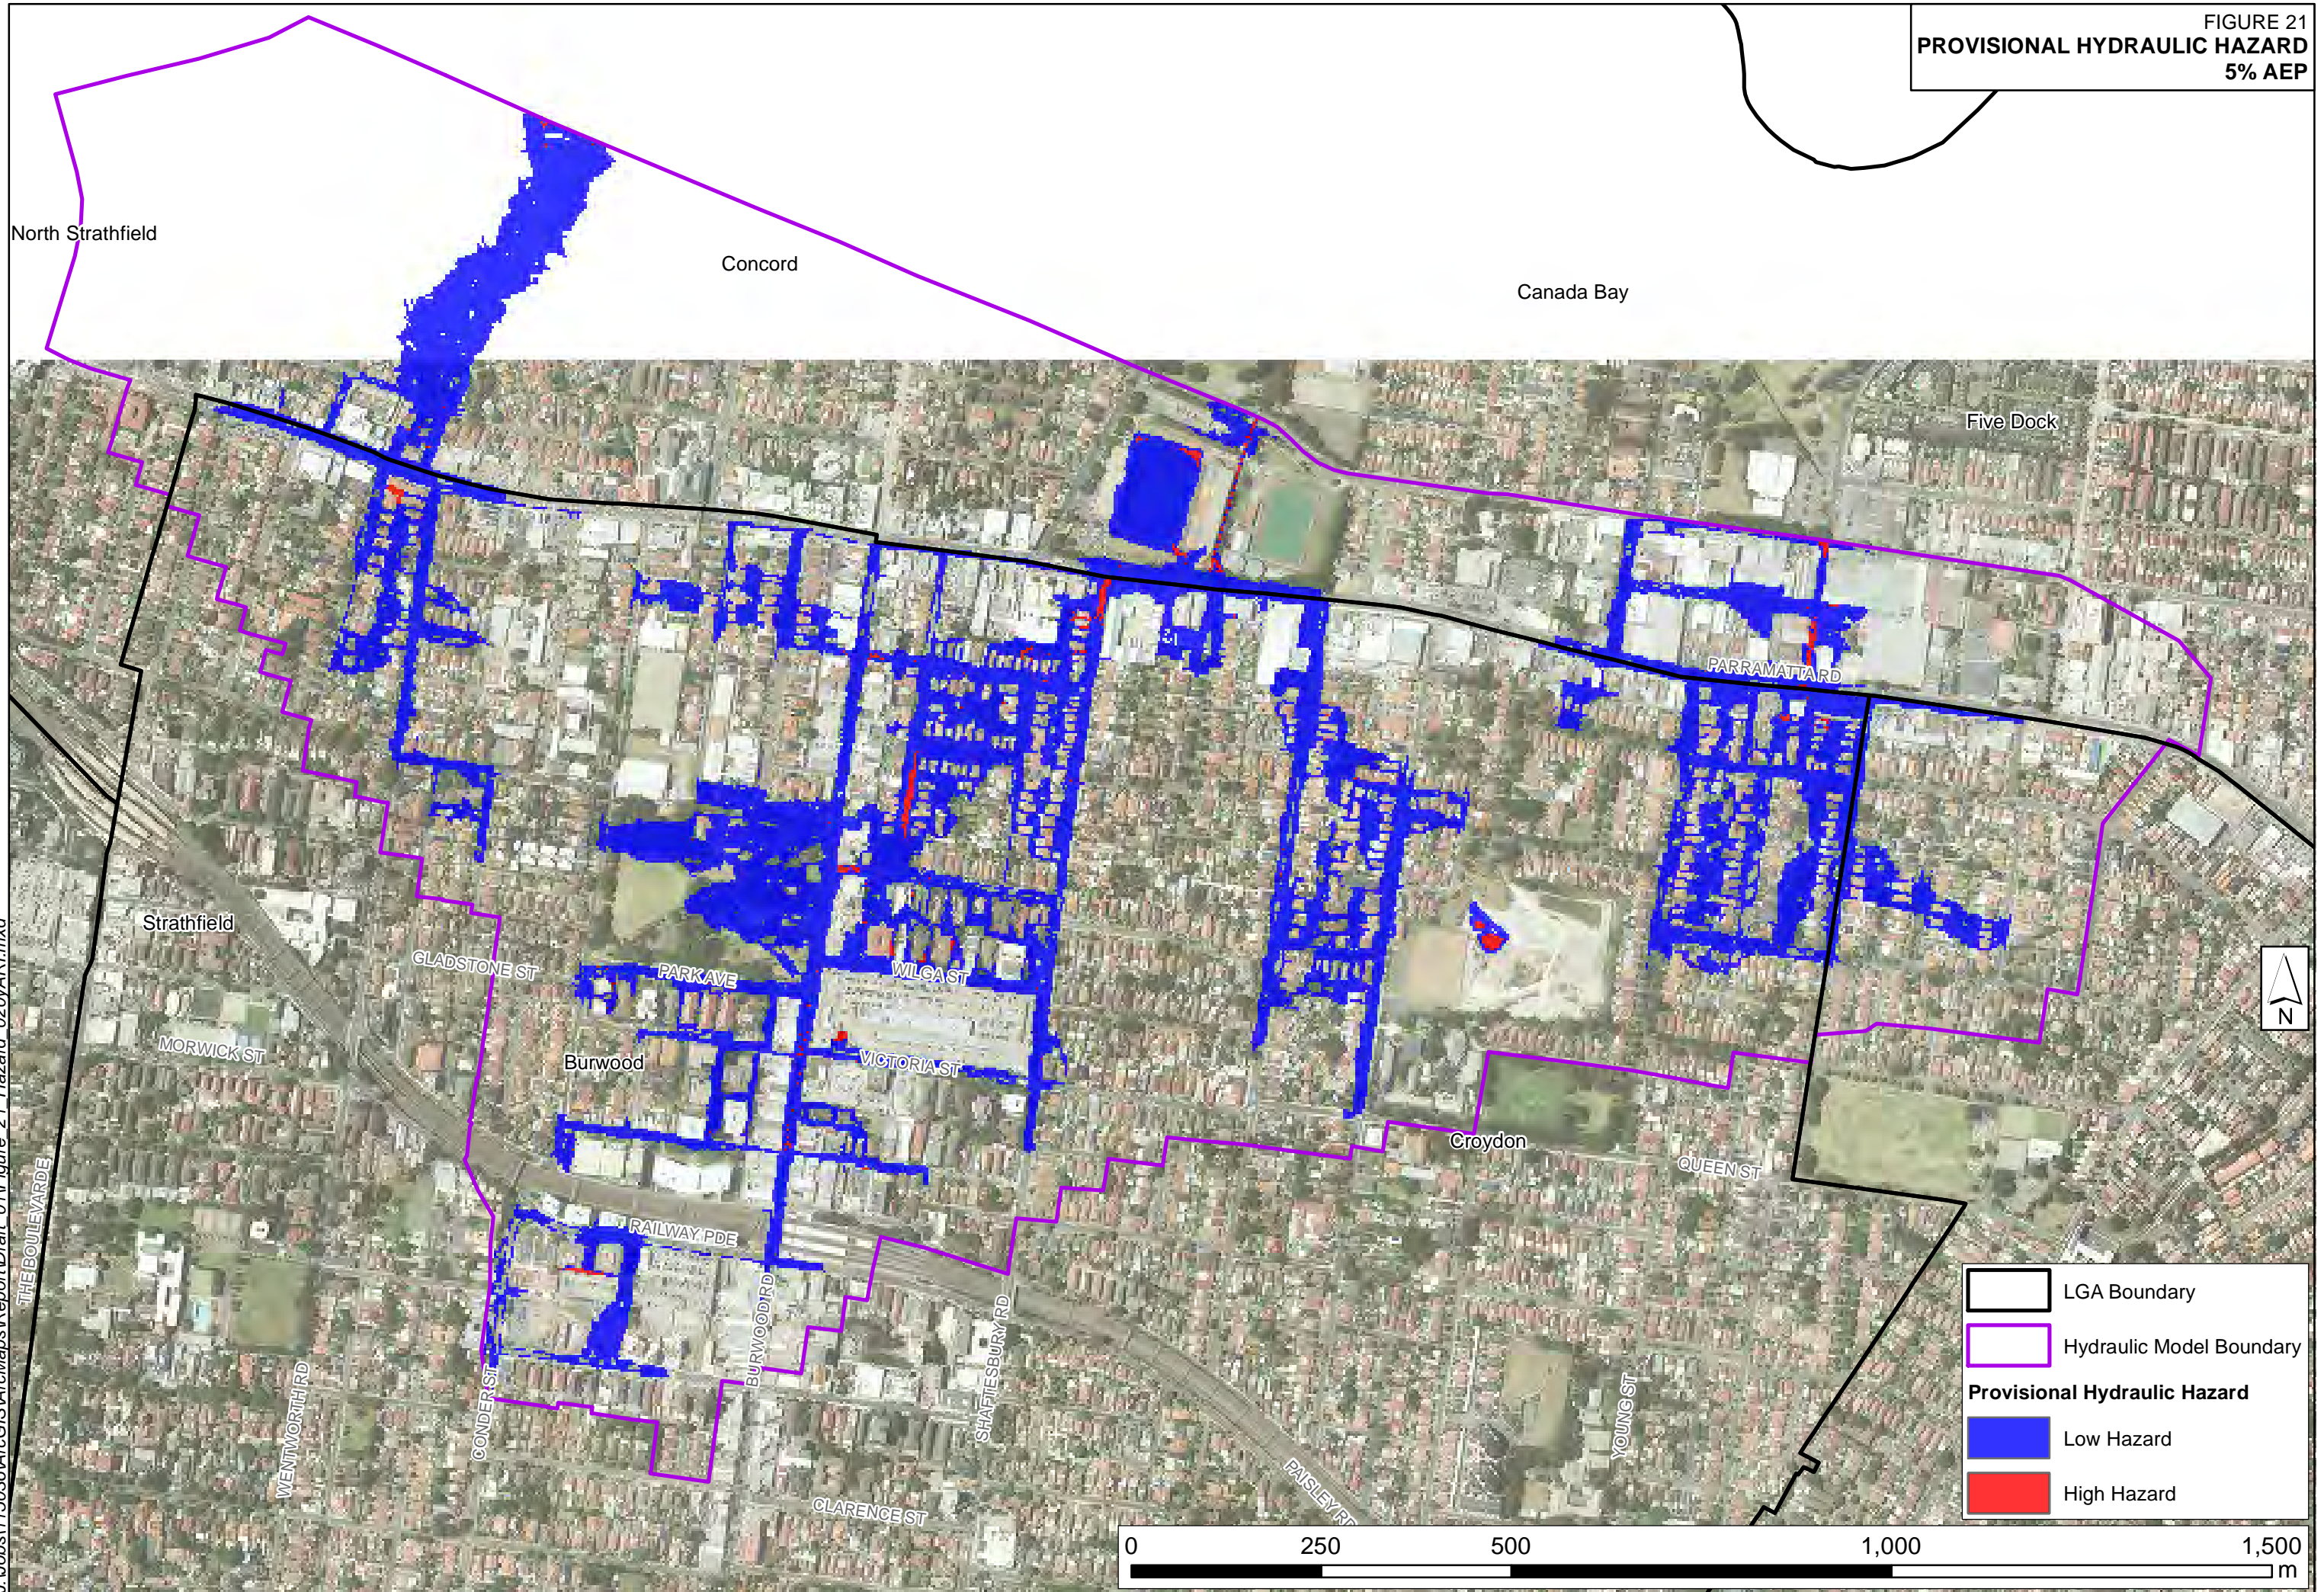 FIGURE 21
PROVISIONAL HYDRAULIC HAZARD
5% AEP
North Strathfield
Concord
Canada Bay
Five Dock
PARRAMATTA RD
Strathfield
GLADSTONE ST
PARK AVE
WILGA ST
MORWICK ST
Burwood
VICTORIA ST
Croydon
QUEEN ST
THE BOULEVARDE
RAILWAY PDE
BURWOOD RD
SHAFTESBURY RD
WENTWORTH RD
CONDER ST
YOUNG ST
PAISLEY RD
CLARENCE ST
N
LGA Boundary
Hydraulic Model Boundary
Provisional Hydraulic Hazard
Low Hazard
High Hazard
0 250 500 1,000 1,500
m